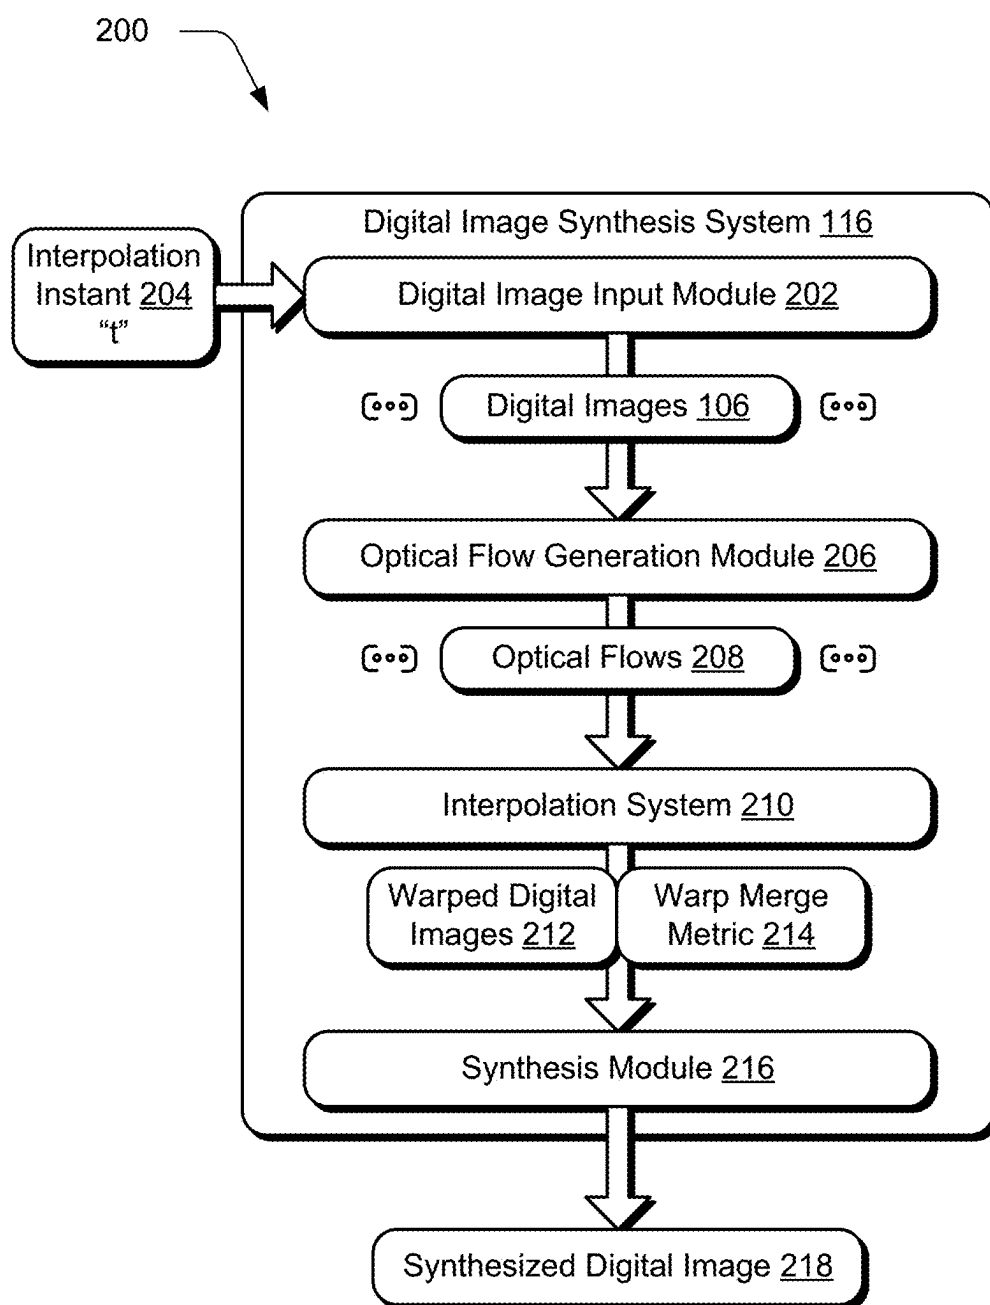 200
Digital Image Synthesis System 116
Interpolation
Instant 204
“t”
Digital Image Input Module 202
Digital Images 106
Optical Flow Generation Module 206
Optical Flows 208
Interpolation System 210
Warped Digital
Images 212
Warp Merge
Metric 214
Synthesis Module 216
Synthesized Digital Image 218